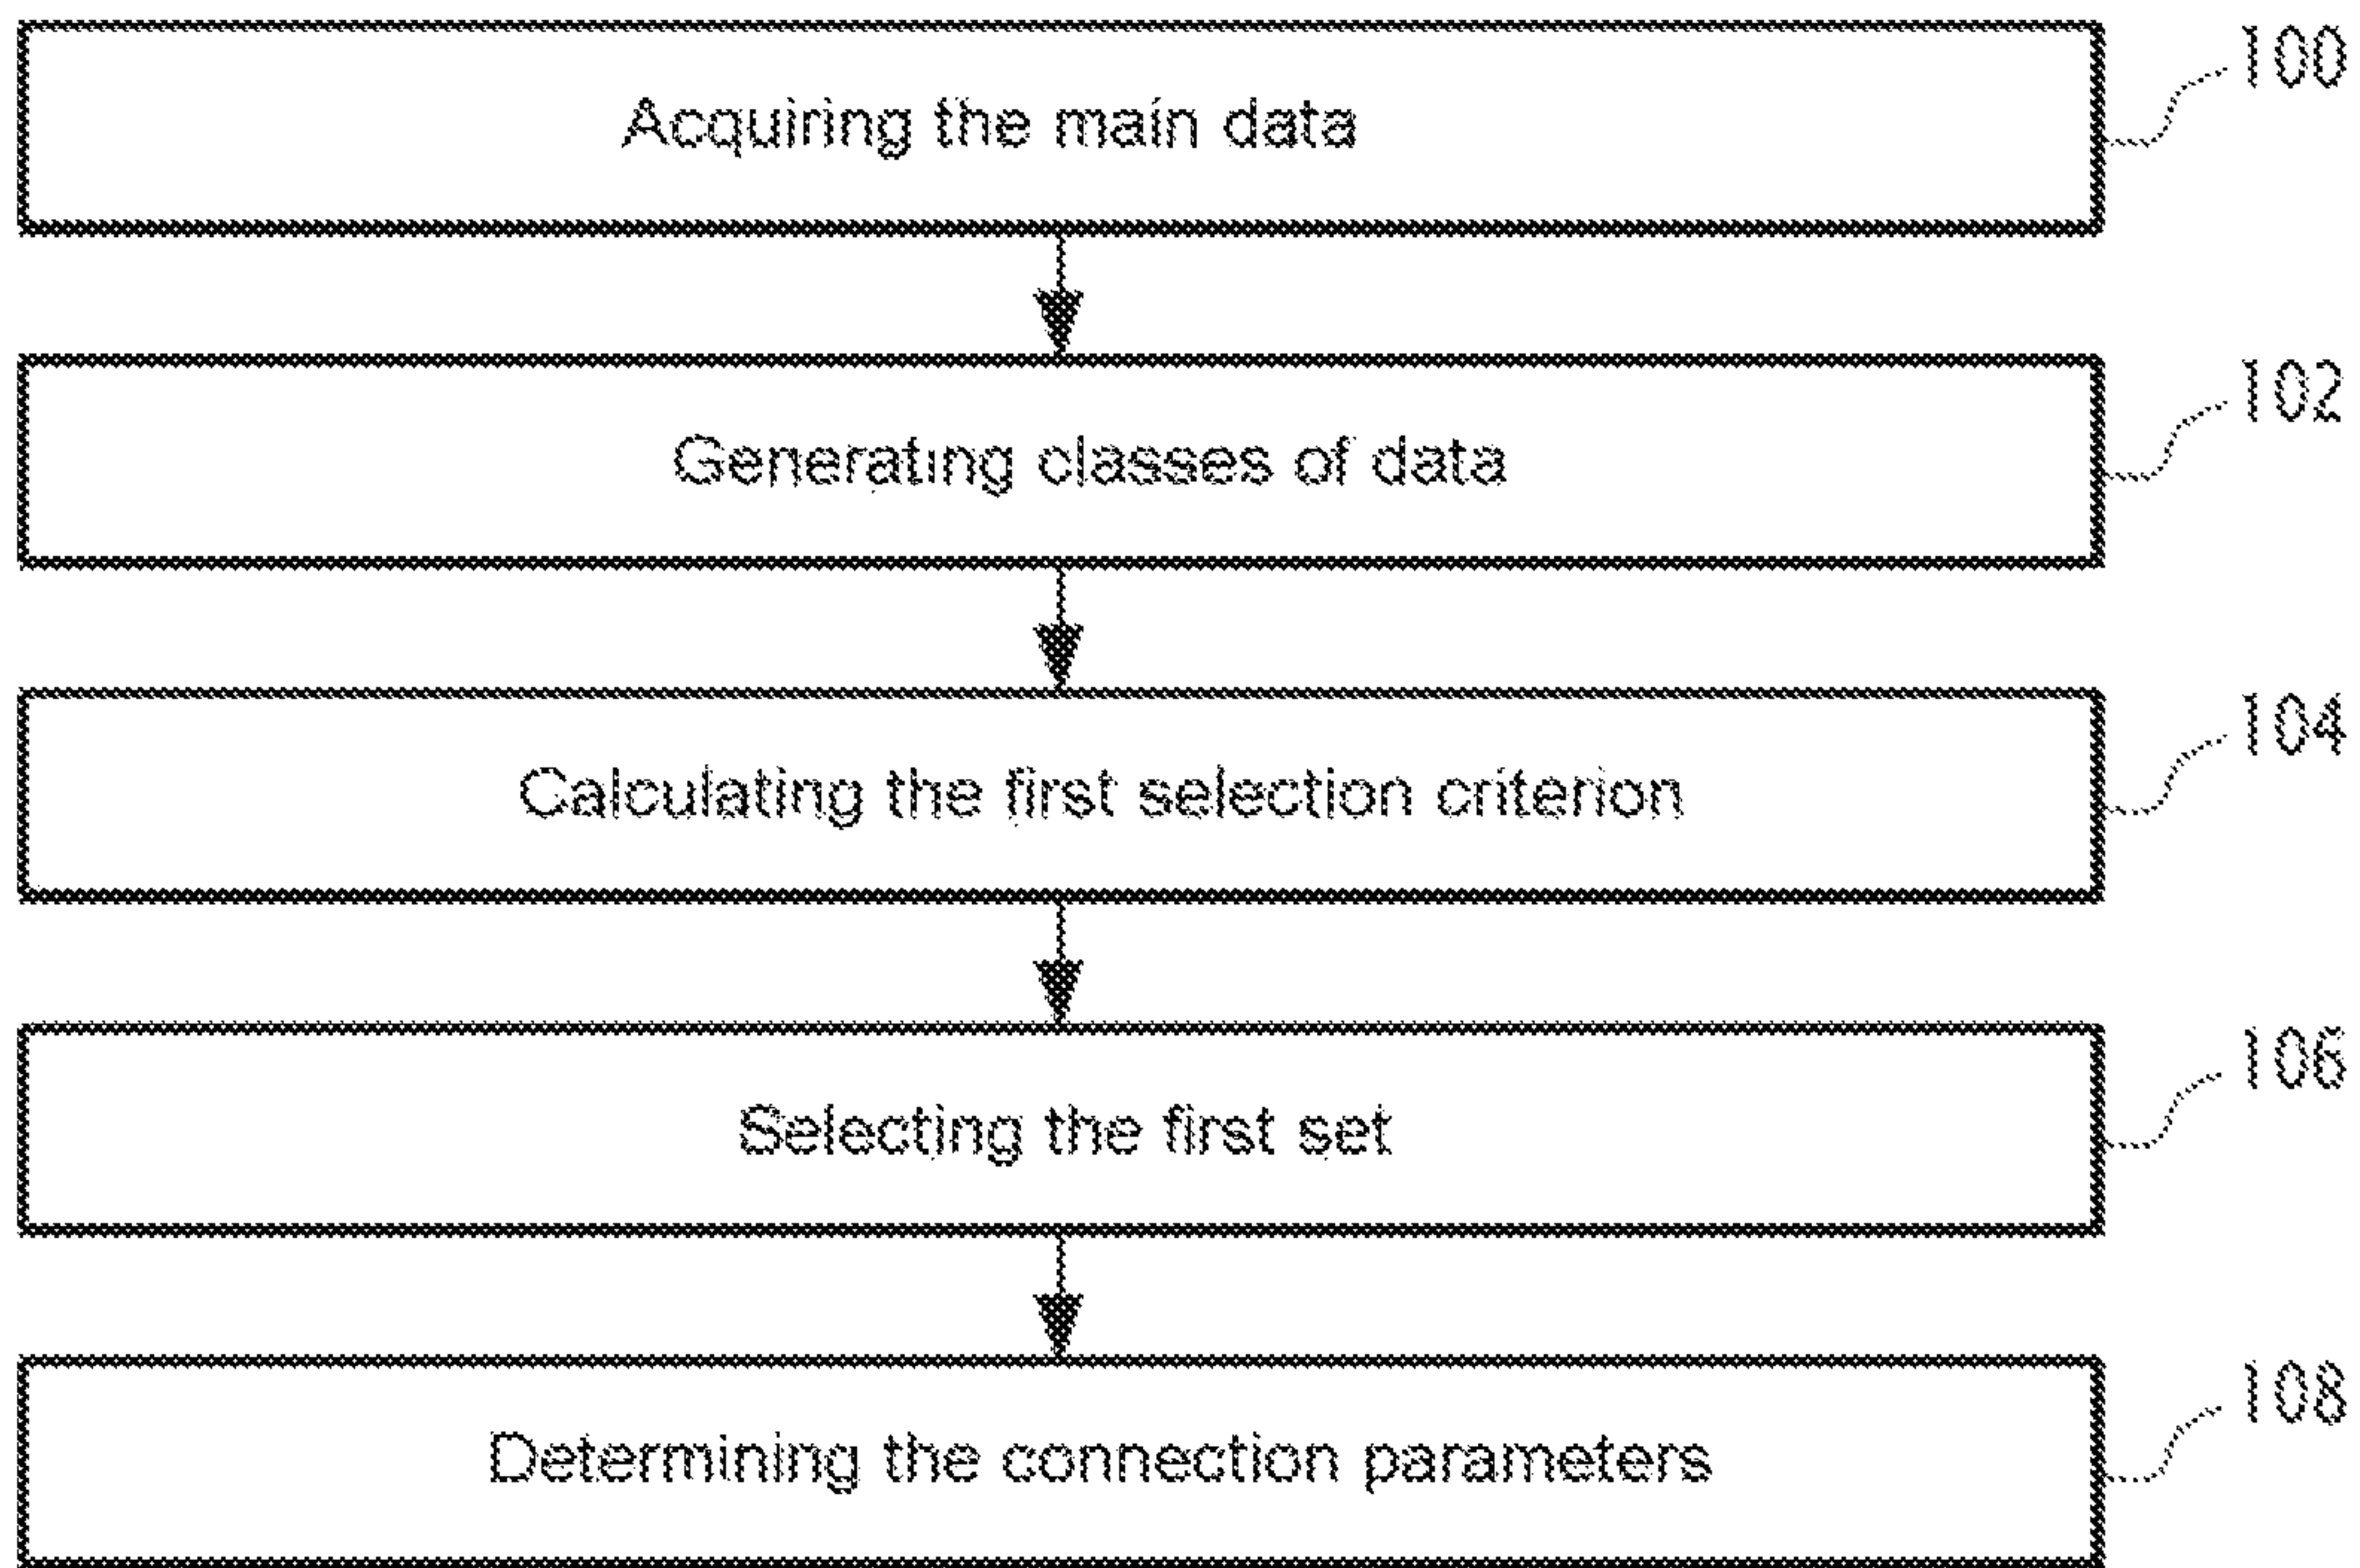 Acquiring the main data
100
Generating classes of data
102
Calculating the first selection criterion
104
Selecting the first set
106
Determining the connection parameters
108